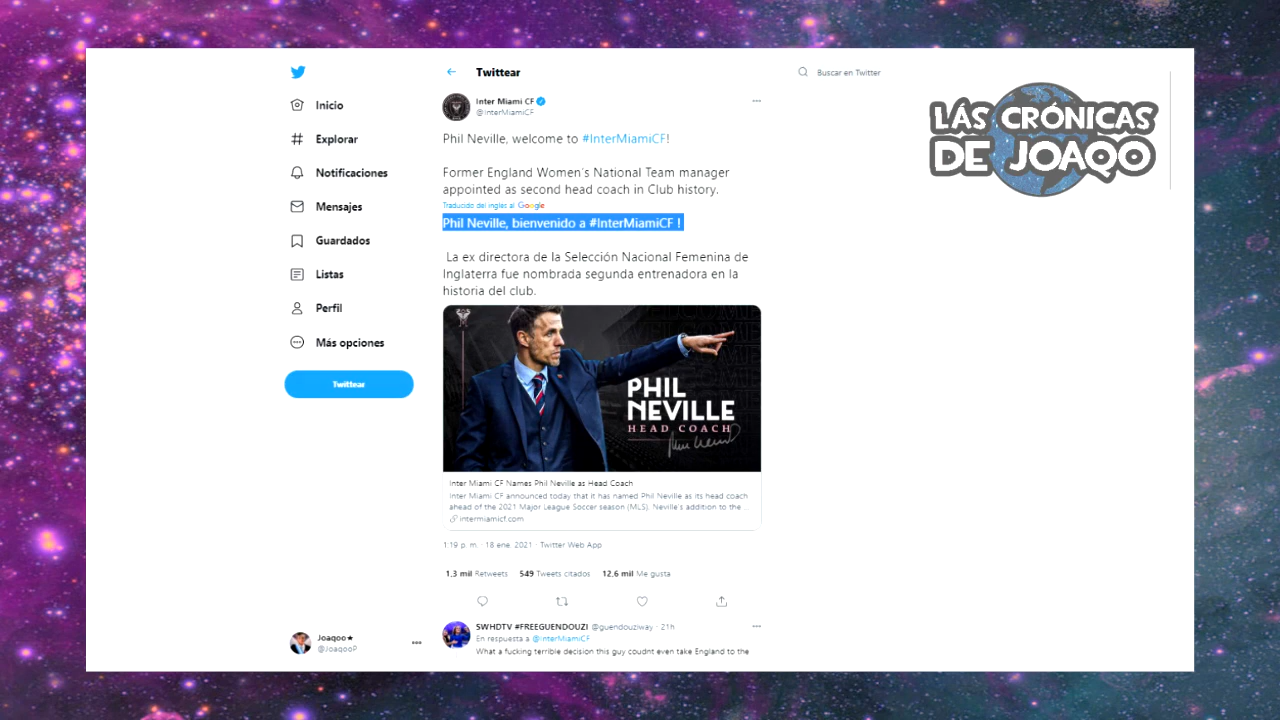 Twittear
Buscar en Twitter
LÁS CRÓNICAS
DE JOAQO
Inicio
Explorar
Notificaciones
Mensajes
Guardados
Listas
Perfil
Más opciones
Twittear
Inter Miami CF
@InterMiamiCF
Phil Neville, welcome to #InterMiamiCF!
Former England Women's National Team manager
appointed as second head coach in Club history.
Traducido del inglés al Google
Phil Neville, bienvenido a #InterMiamiCF !
La ex directora de la Selección Nacional Femenina de
Inglaterra fue nombrada segunda entrenadora en la
historia del club.
PHIL
NEVILLE
HEAD COACH
Inter Miami CF Names Phil Neville as Head Coach
Inter Miami CF announced today that it has named Phil Neville as its head coach
ahead of the 2021 Major League Soccer season (MLS). Neville's addition to the ...
intermiamicf.com
1:19 p. m. · 18 ene. 2021 · Twitter Web App
1,3 mil Retweets 549 Tweets citados 12,6 mil Me gusta
SWHDTV #FREEGUENDOUZI @guendouziway · 21h
En respuesta a @InterMiamiCF
What a fucking terrible decision this guy coudnt even take England to the
Joaqoo★
@JoaqooP